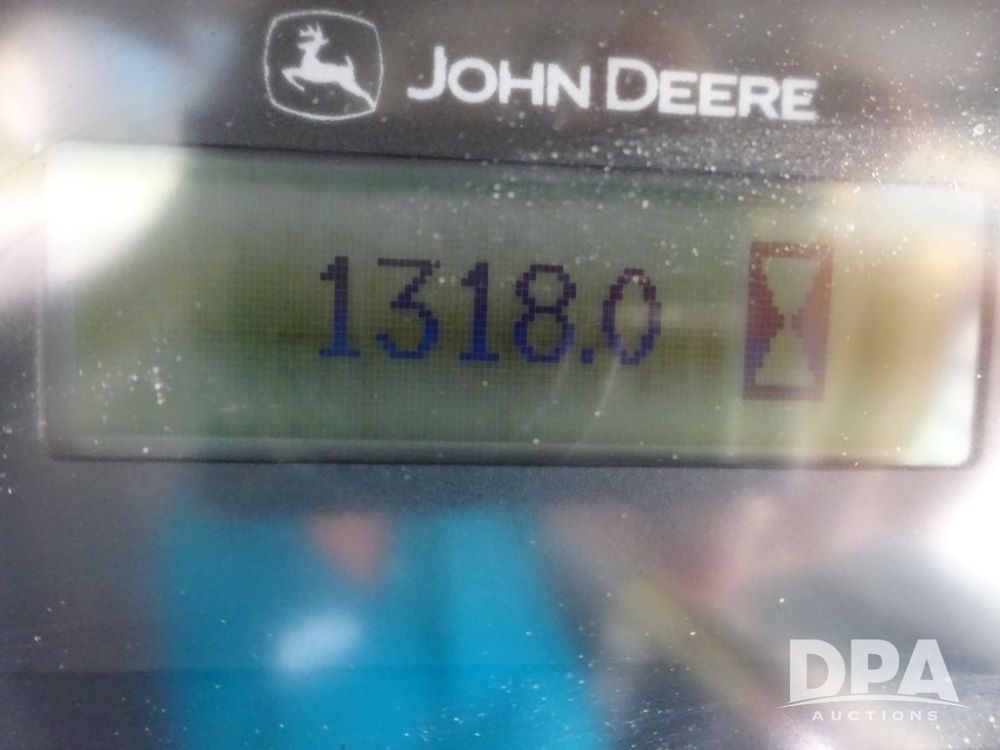 JOHN DEERE
1318.0
DPA
AUCTIONS